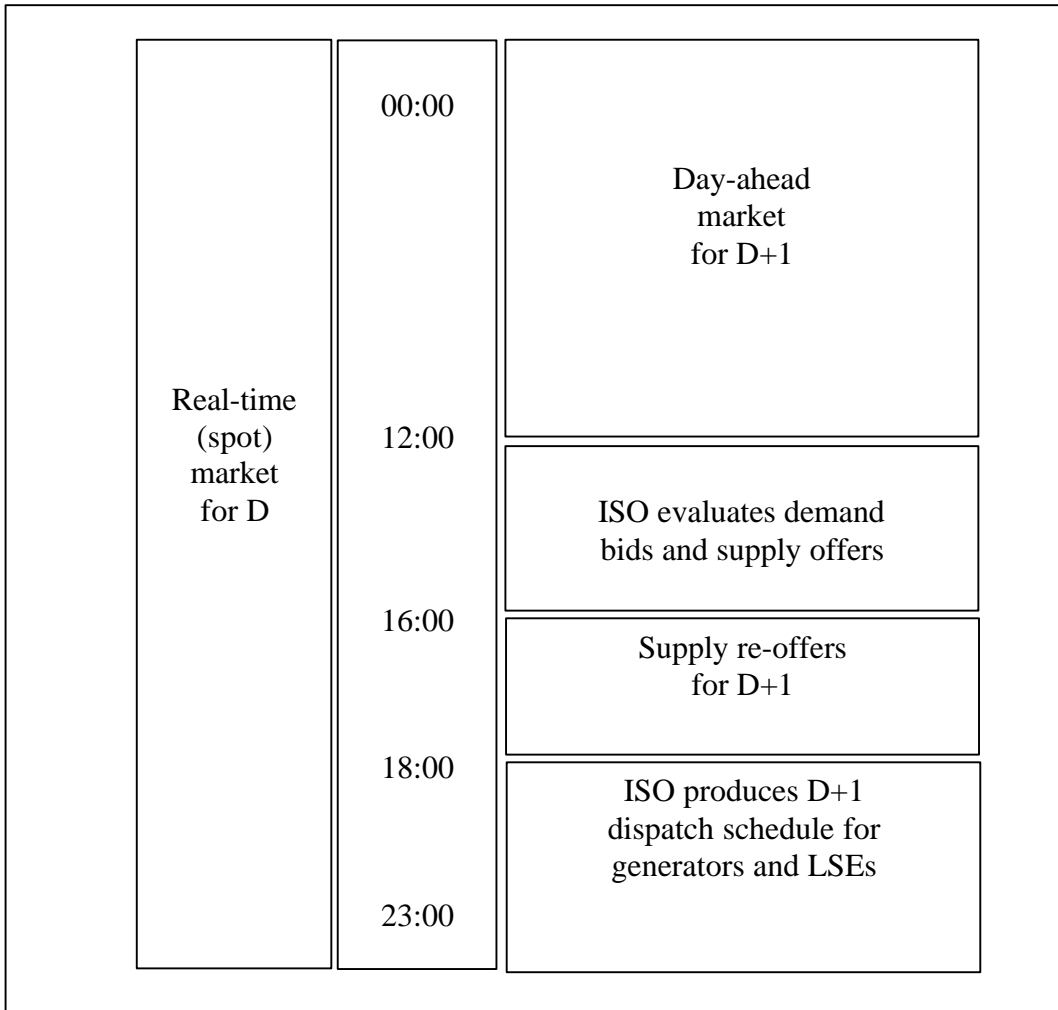 Real-time
(spot)
market
for D
00:00
12:00
16:00
18:00
23:00
Day-ahead
market
for D+1
ISO evaluates demand
bids and supply offers
Supply re-offers
for D+1
ISO produces D+1
dispatch schedule for
generators and LSEs